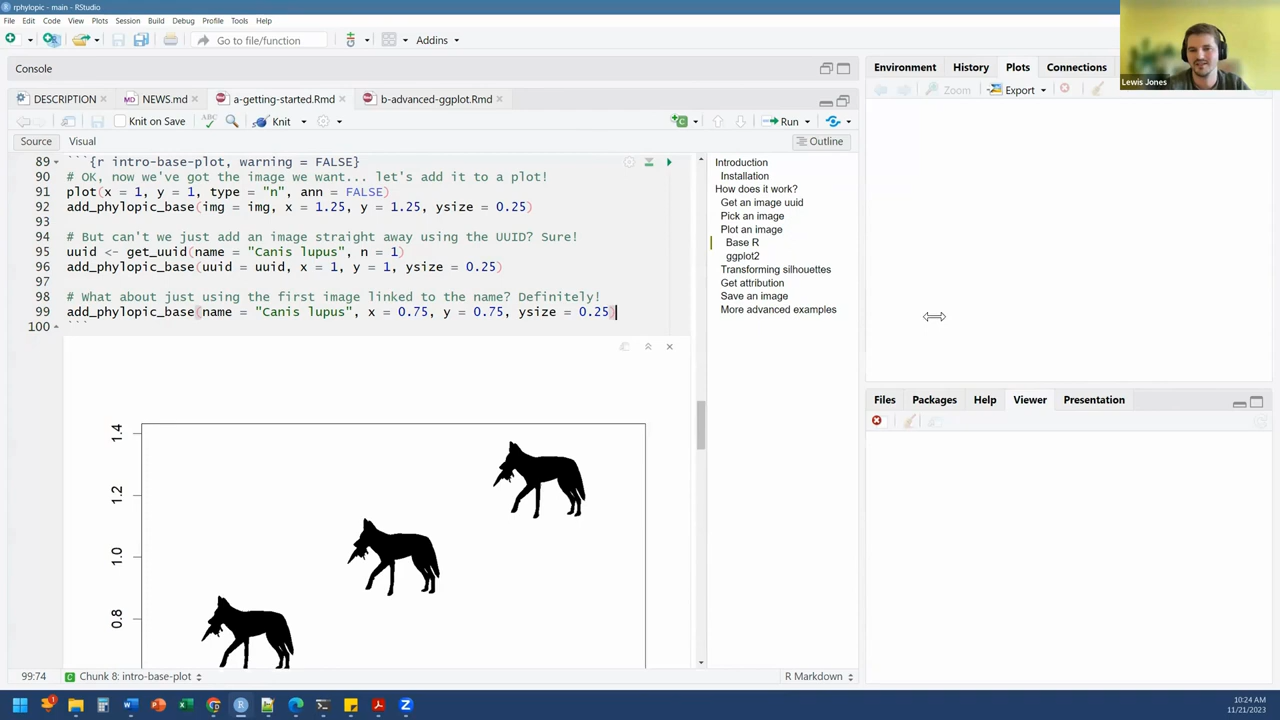 rphylopic - main - RStudio
File Edit Code View Plots Session Build Debug Profile Tools Help
Go to file/function Addins
Console
DESCRIPTION NEWS.md a-getting-started.Rmd b-advanced-ggplot.Rmd
Knit on Save ABC Knit Run
Source Visual Outline
89 ```{r intro-base-plot, warning = FALSE}
90 # OK, now we've got the image we want... let's add it to a plot!
91 plot(x = 1, y = 1, type = "n", ann = FALSE)
92 add_phylopic_base(img = img, x = 1.25, y = 1.25, ysize = 0.25)
93
94 # But can't we just add an image straight away using the UUID? Sure!
95 uuid <- get_uuid(name = "Canis lupus", n = 1)
96 add_phylopic_base(uuid = uuid, x = 1, y = 1, ysize = 0.25)
97
98 # What about just using the first image linked to the name? Definitely!
99 add_phylopic_base(name = "Canis lupus", x = 0.75, y = 0.75, ysize = 0.25)
100 ```
1.4
1.2
1.0
0.8
99:74 Chunk 8: intro-base-plot R Markdown
Introduction
Installation
How does it work?
Get an image uuid
Pick an image
Plot an image
Base R
ggplot2
Transforming silhouettes
Get attribution
Save an image
More advanced examples
Environment History Plots Connections
Zoom Export
Files Packages Help Viewer Presentation
Lewis Jones
10:24 AM
11/21/2023